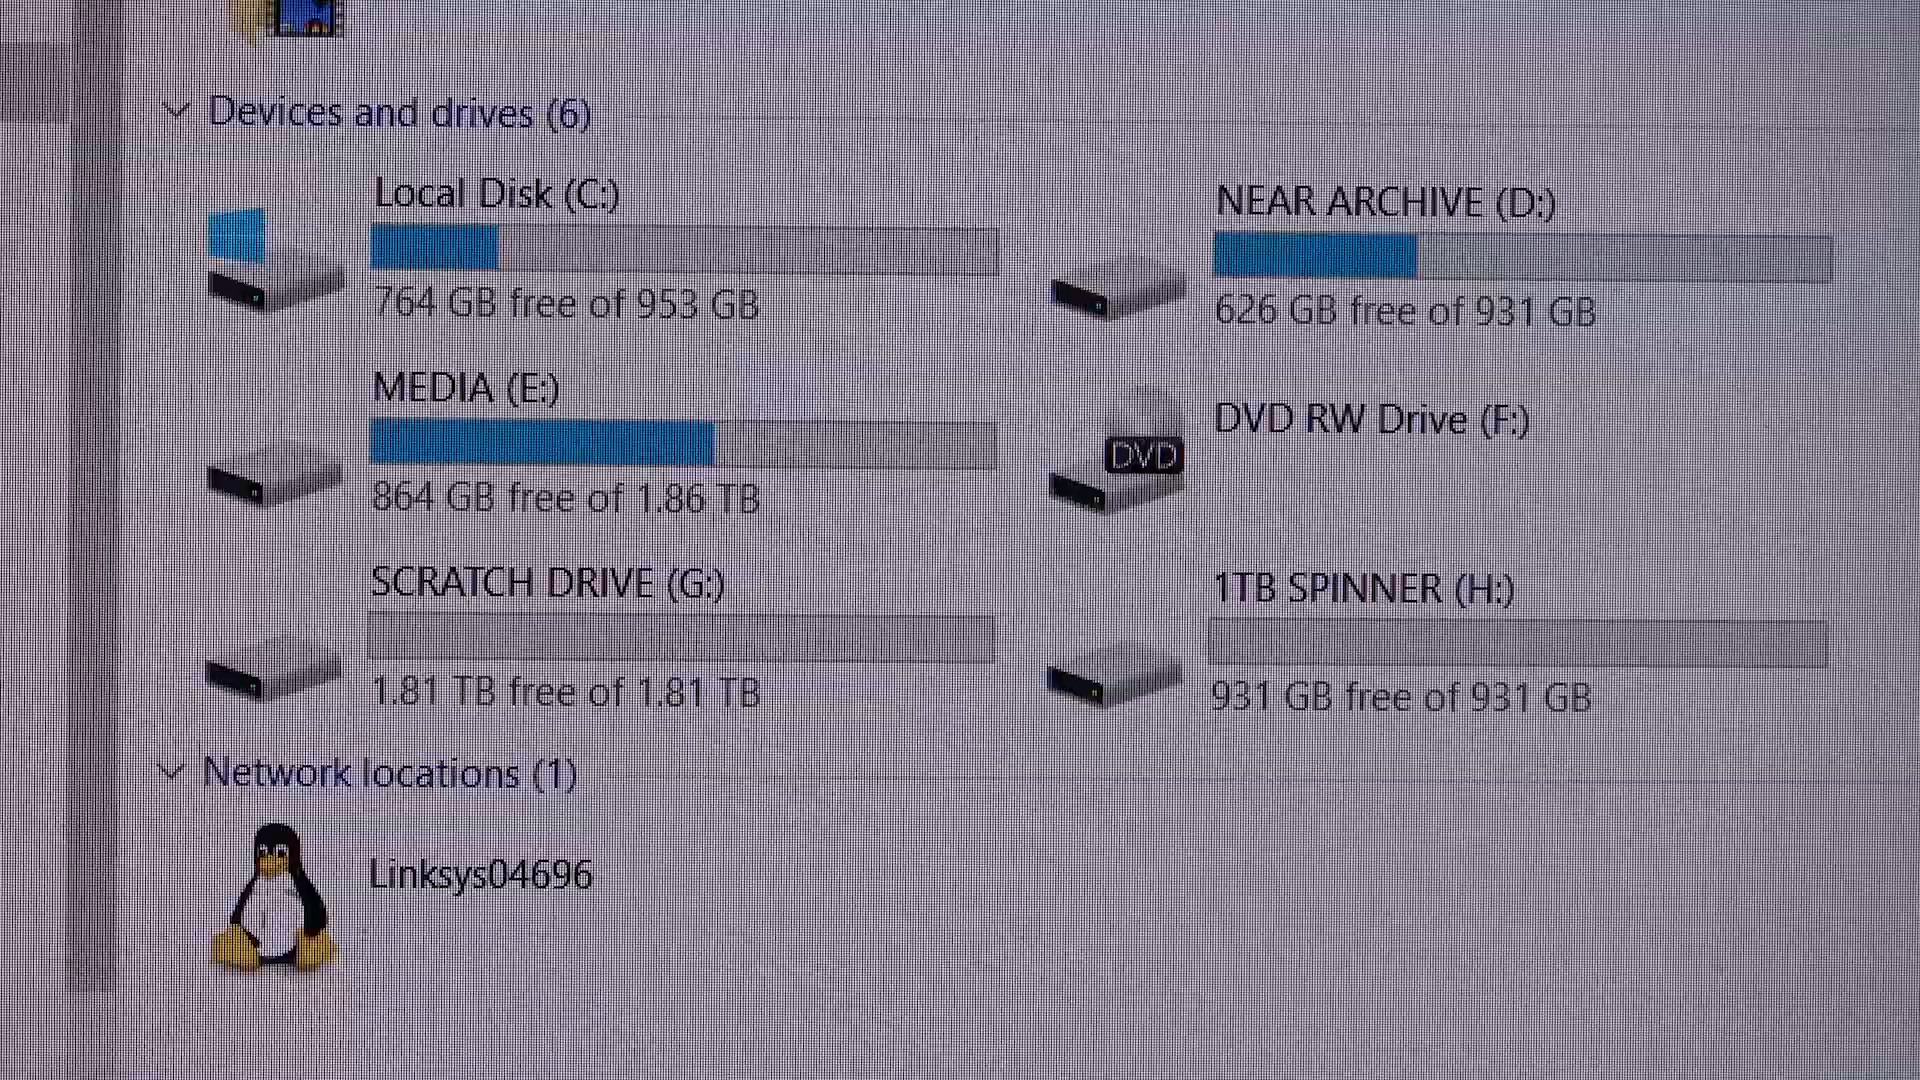 Devices and drives (6)
Local Disk (C:)
764 GB free of 953 GB
NEAR ARCHIVE (D:)
626 GB free of 931 GB
MEDIA (E:)
864 GB free of 1.86 TB
DVD RW Drive (F:)
DVD
SCRATCH DRIVE (G:)
1.81 TB free of 1.81 TB
1TB SPINNER (H:)
931 GB free of 931 GB
Network locations (1)
Linksys04696